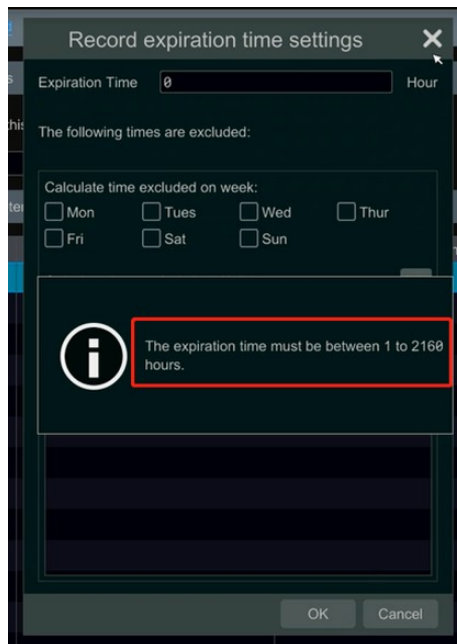 Record expiration time settings
Expiration Time 0 Hour
The following times are excluded:
Calculate time excluded on week:
Mon Tues Wed Thur
Fri Sat Sun
The expiration time must be between 1 to 2160
hours.
OK Cancel